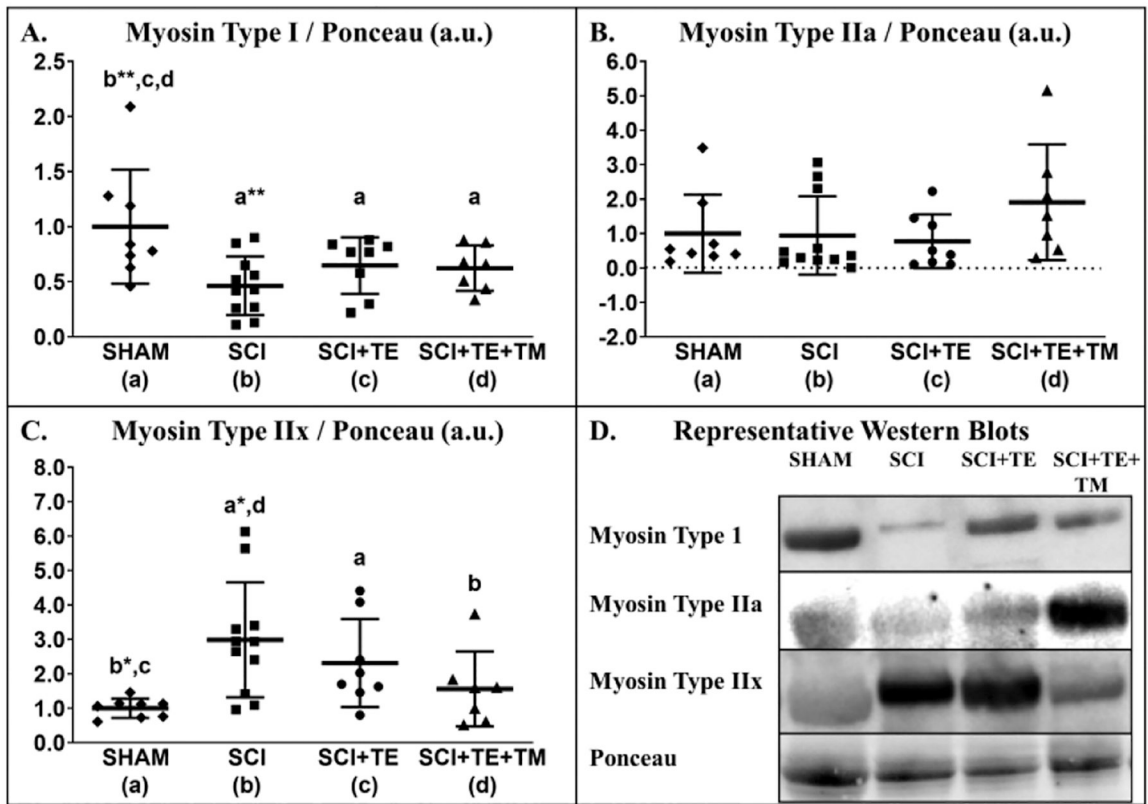 A. Myosin Type I / Ponceau (a.u.)
2.5
2.0
1.5
1.0
0.5
0.0
b**,c,d
a**
a
a
SHAM SCI SCI+TE SCI+TE+TM
(a) (b) (c) (d)
B. Myosin Type IIa / Ponceau (a.u.)
6.0
5.0
4.0
3.0
2.0
1.0
0.0
-1.0
-2.0
SHAM SCI SCI+TE SCI+TE+TM
(a) (b) (c) (d)
C. Myosin Type IIx / Ponceau (a.u.)
8.0
7.0
6.0
5.0
4.0
3.0
2.0
1.0
0.0
b*,c
a*,d
a
b
SHAM SCI SCI+TE SCI+TE+TM
(a) (b) (c) (d)
D. Representative Western Blots
SHAM SCI SCI+TE SCI+TE+
TM
Myosin Type 1
Myosin Type IIa
Myosin Type IIx
Ponceau